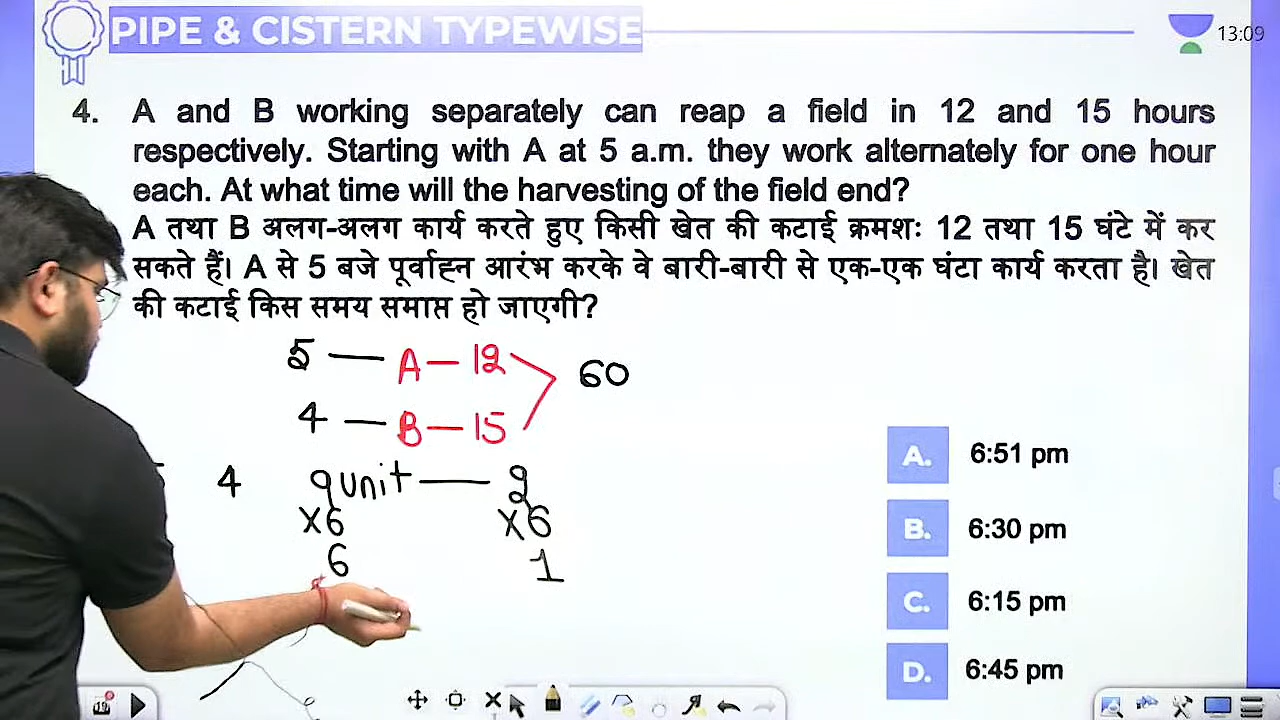 PIPE & CISTERN TYPEWISE
13:09
4. A and B working separately can reap a field in 12 and 15 hours
respectively. Starting with A at 5 a.m. they work alternately for one hour
each. At what time will the harvesting of the field end?
A तथा B अलग-अलग कार्य करते हुए किसी खेत की कटाई क्रमशः 12 तथा 15 घंटे में कर
सकते हैं। A से 5 बजे पूर्वाह्न आरंभ करके वे बारी-बारी से एक-एक घंटा कार्य करता है। खेत
की कटाई किस समय समाप्त हो जाएगी?
5 — A — 12
60
4 — B — 15
4 9 unit — 2
×6 ×6
6 1
A. 6:51 pm
B. 6:30 pm
C. 6:15 pm
D. 6:45 pm